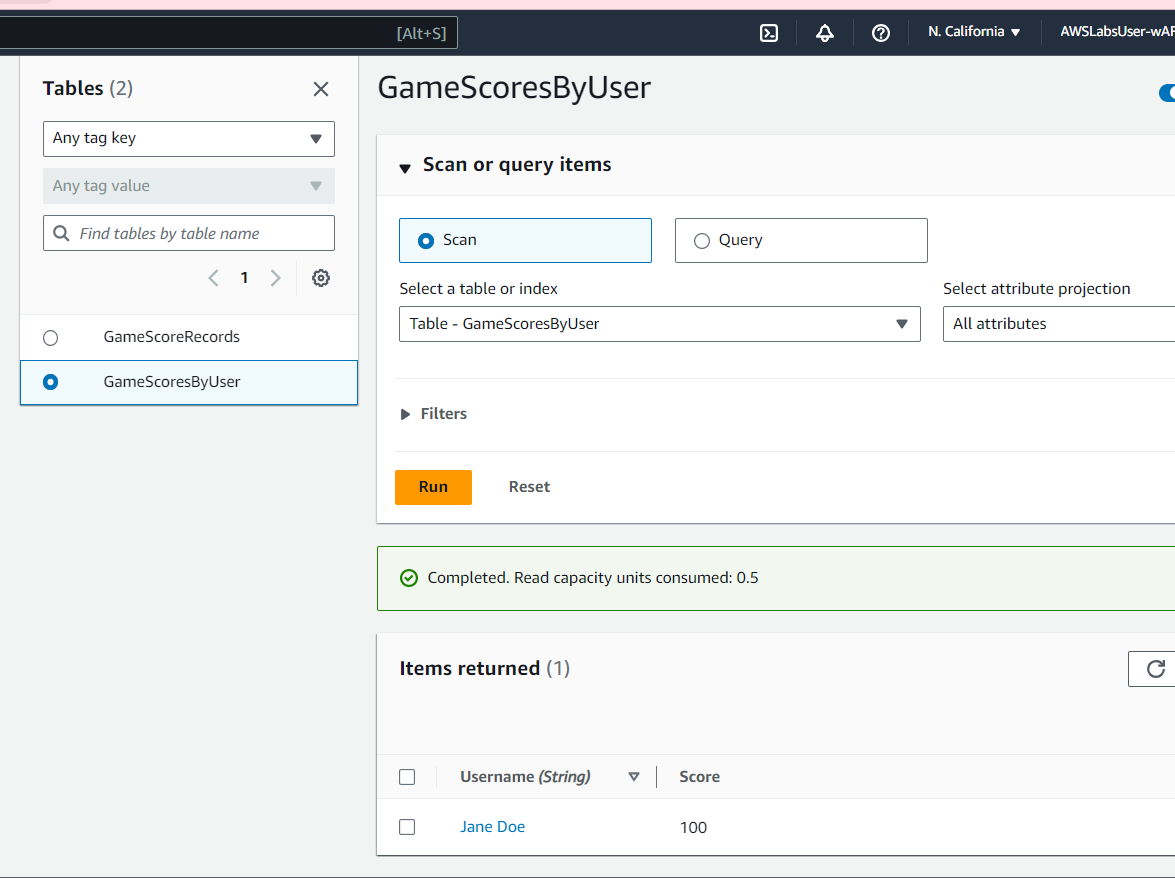 [Alt+S]
N. California
AWSLabsUser-wAF
Tables (2)
Any tag key
Any tag value
Find tables by table name
1
GameScoreRecords
GameScoresByUser
GameScoresByUser
Scan or query items
Scan
Query
Select a table or index
Select attribute projection
Table - GameScoresByUser
All attributes
Filters
Run
Reset
Completed. Read capacity units consumed: 0.5
Items returned (1)
Username (String)
Score
Jane Doe
100